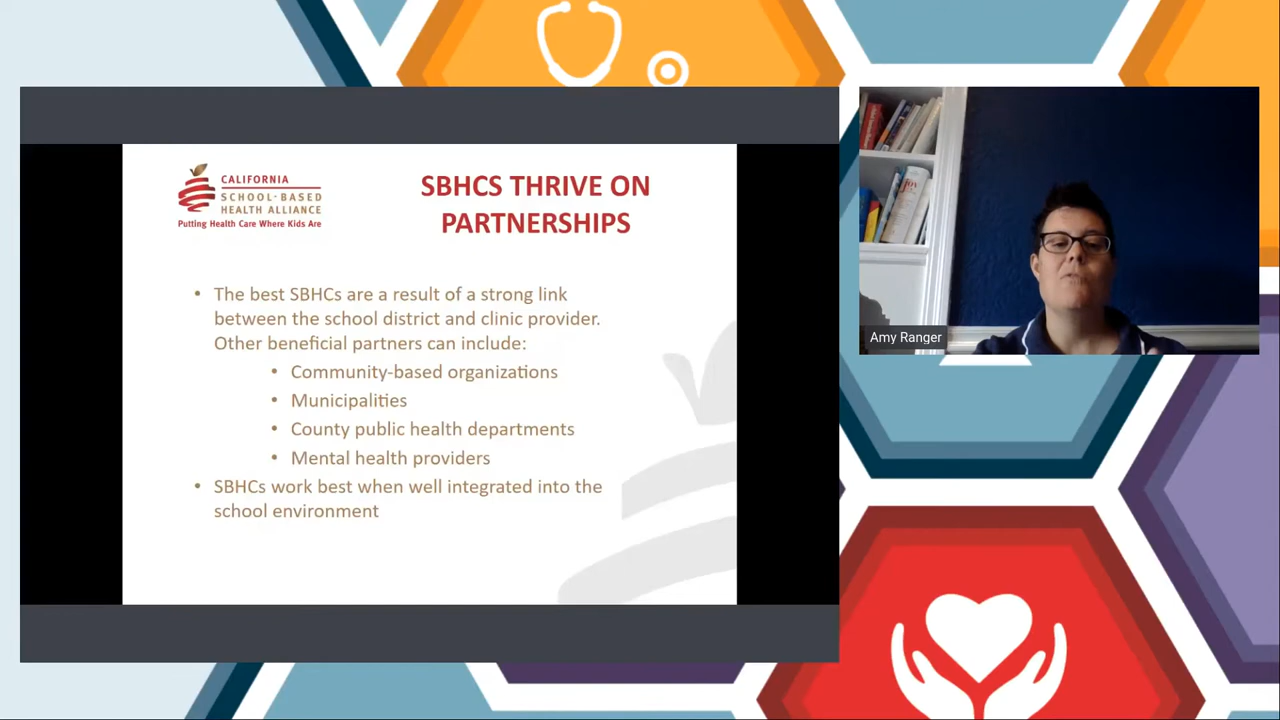 CALIFORNIA
SCHOOL-BASED
HEALTH ALLIANCE
Putting Health Care Where Kids Are
SBHCS THRIVE ON
PARTNERSHIPS
• The best SBHCs are a result of a strong link
between the school district and clinic provider.
Other beneficial partners can include:
• Community-based organizations
• Municipalities
• County public health departments
• Mental health providers
• SBHCs work best when well integrated into the
school environment
Amy Ranger